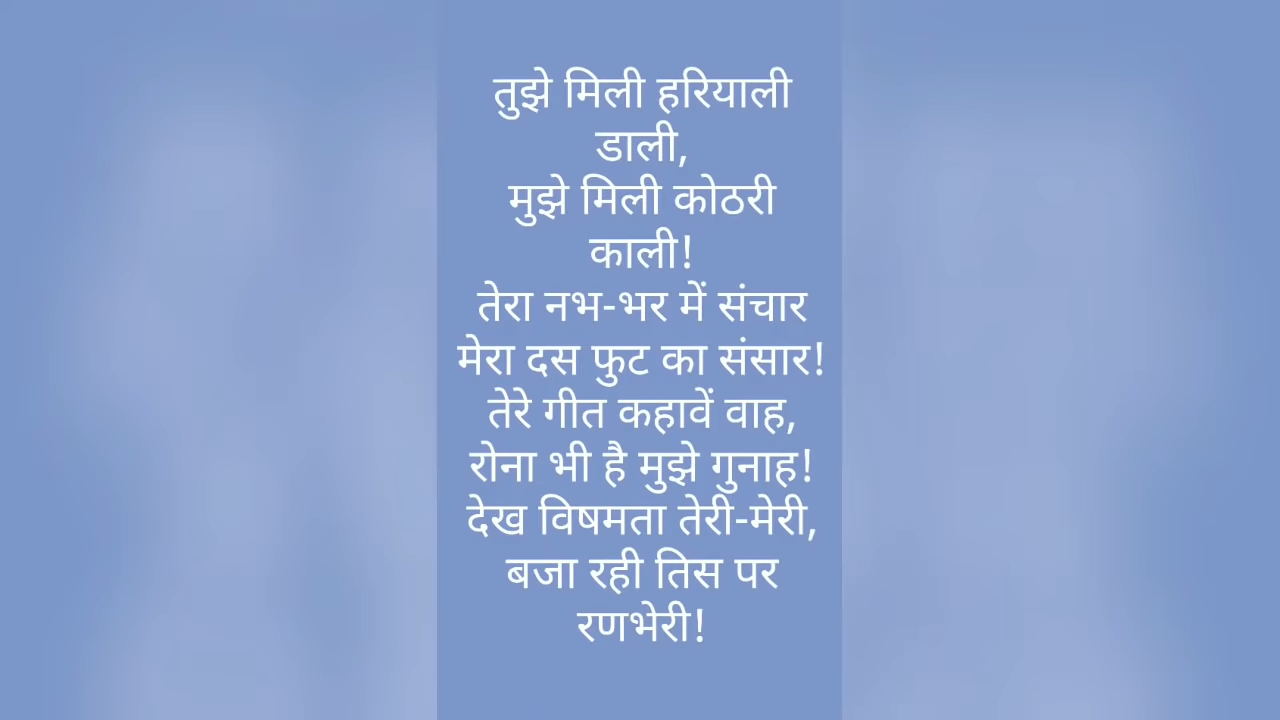 तुझे मिली हरियाली
डाली,
मुझे मिली कोठरी
काली!
तेरा नभ-भर में संचार
मेरा दस फुट का संसार!
तेरे गीत कहावें वाह,
रोना भी है मुझे गुनाह!
देख विषमता तेरी-मेरी,
बजा रही तिस पर
रणभेरी!